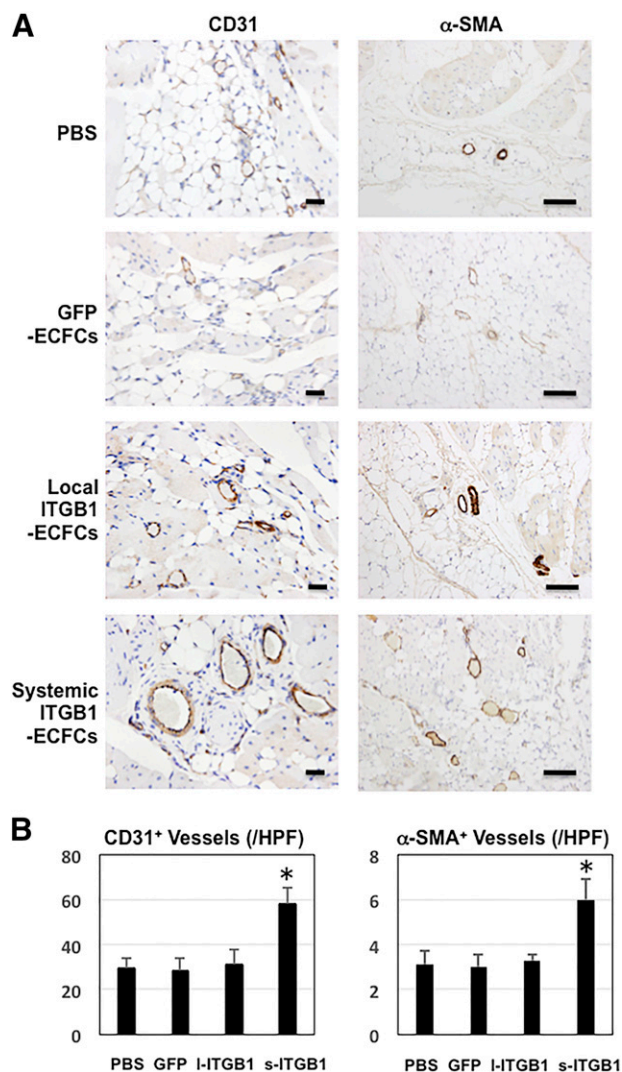 A
CD31
α-SMA
PBS
GFP
-ECFCs
Local
ITGB1
-ECFCs
Systemic
ITGB1
-ECFCs
B
CD31⁺ Vessels (/HPF)
80
60
40
20
0
*
PBS GFP l-ITGB1 s-ITGB1
α-SMA⁺ Vessels (/HPF)
8
6
4
2
0
*
PBS GFP l-ITGB1 s-ITGB1